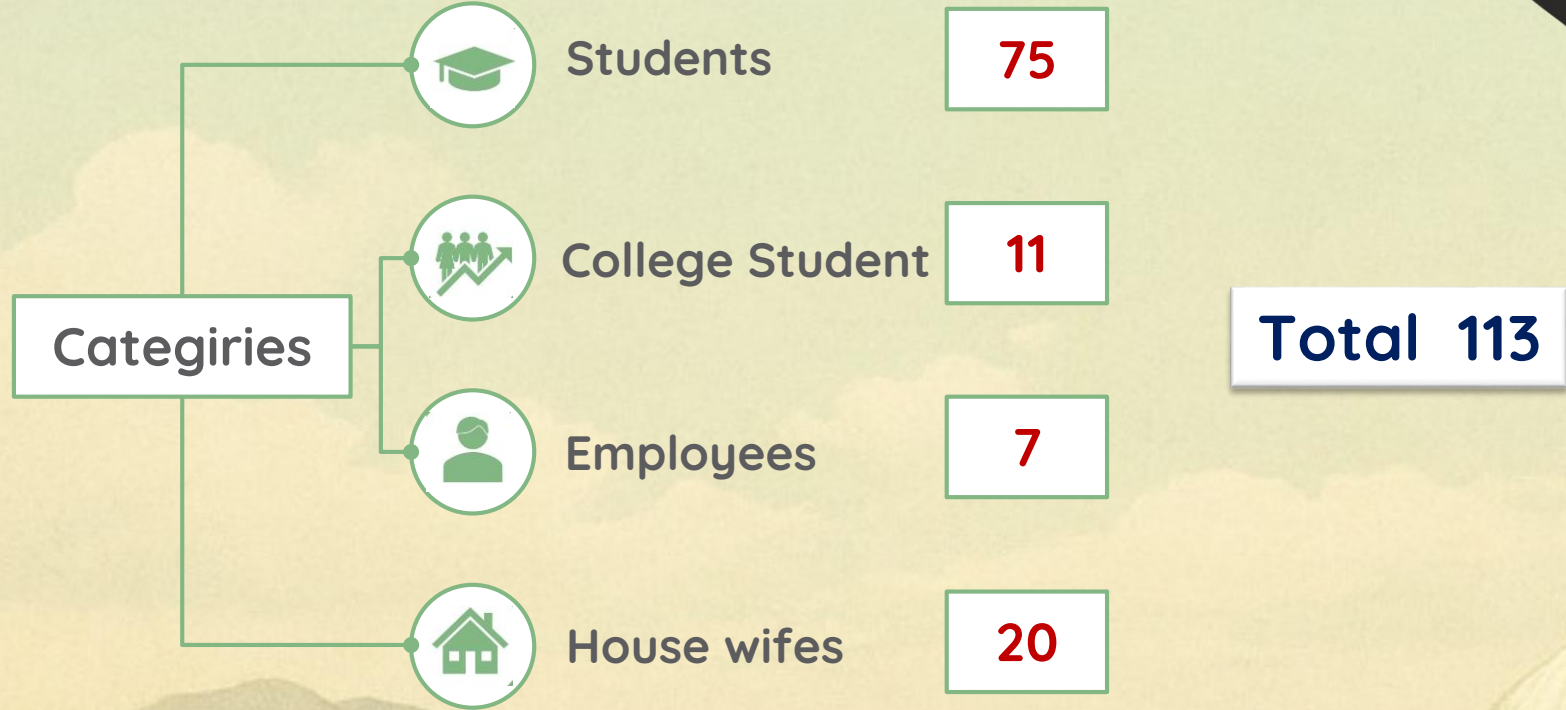 Students 75
College Student 11
Categiries
Total 113
Employees 7
House wifes 20